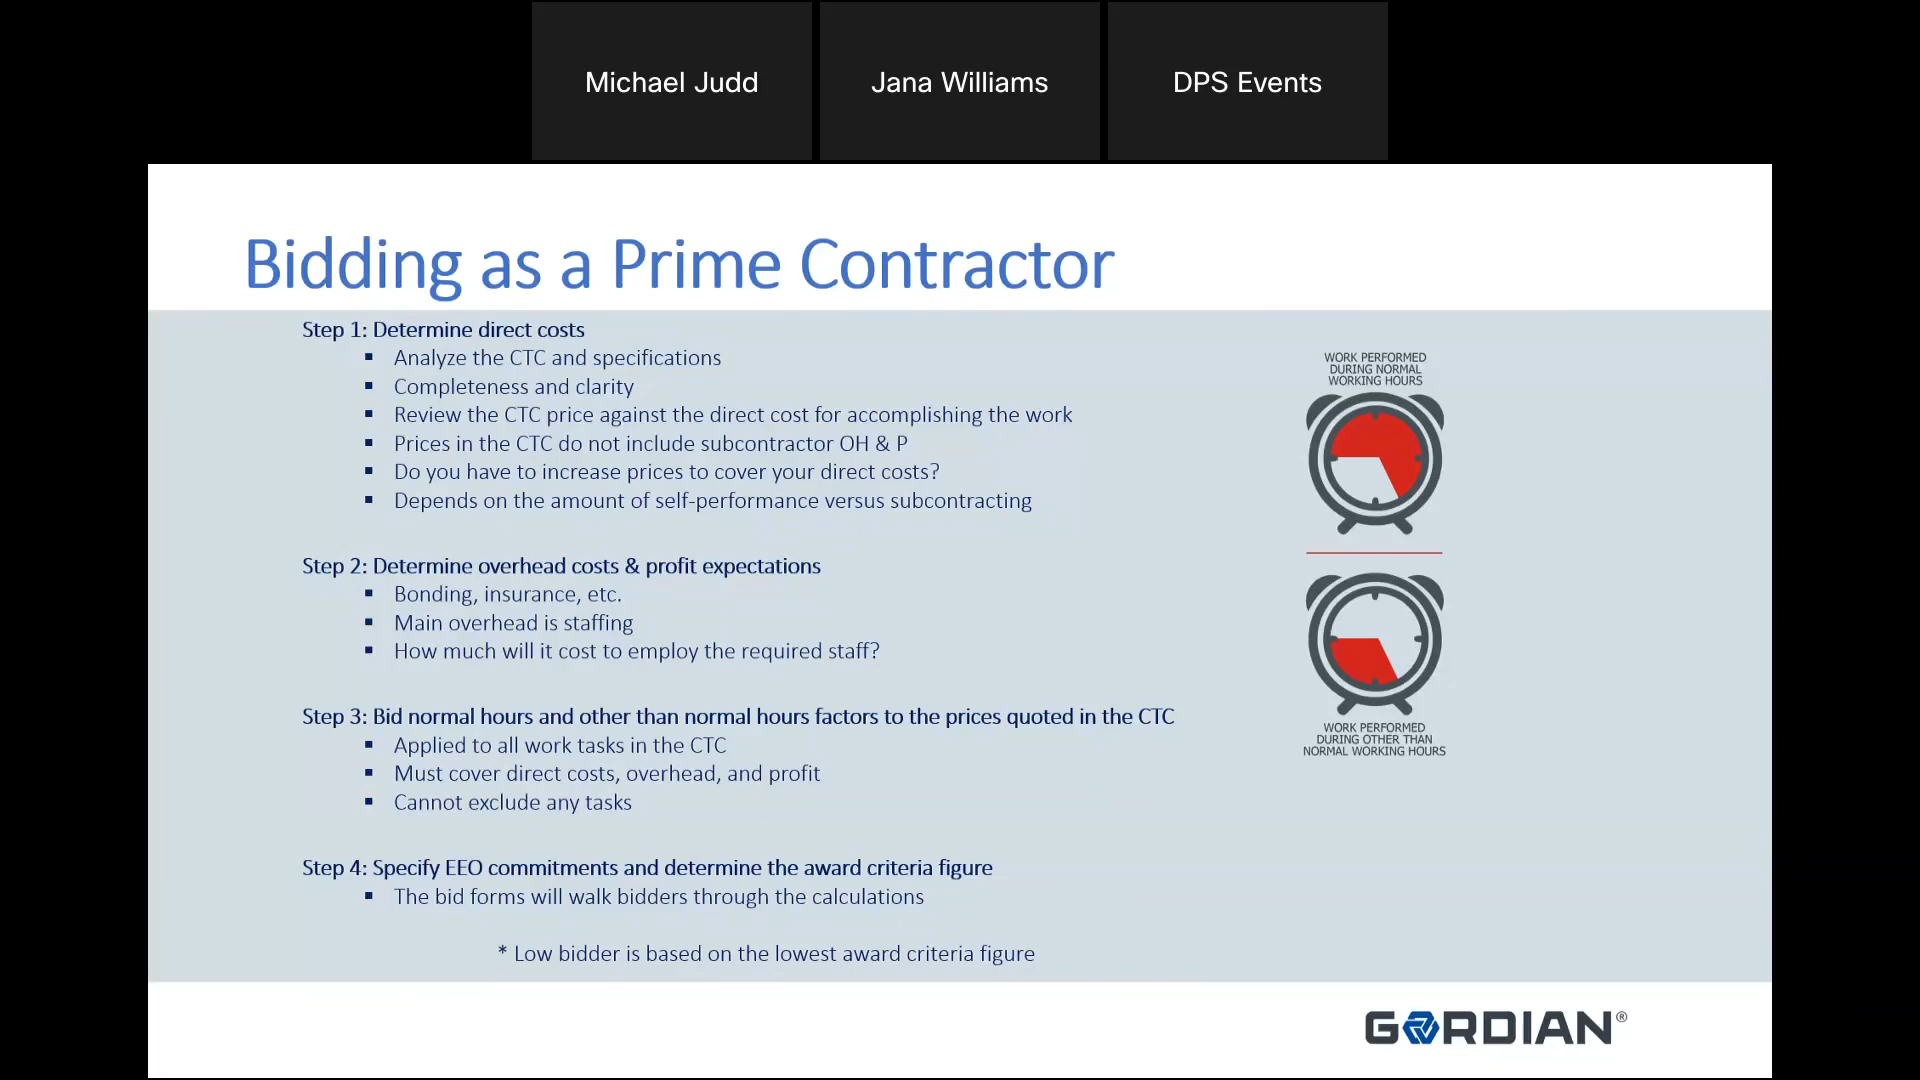 Michael Judd
Jana Williams
DPS Events
Bidding as a Prime Contractor
Step 1: Determine direct costs
▪ Analyze the CTC and specifications
▪ Completeness and clarity
▪ Review the CTC price against the direct cost for accomplishing the work
▪ Prices in the CTC do not include subcontractor OH & P
▪ Do you have to increase prices to cover your direct costs?
▪ Depends on the amount of self-performance versus subcontracting
Step 2: Determine overhead costs & profit expectations
▪ Bonding, insurance, etc.
▪ Main overhead is staffing
▪ How much will it cost to employ the required staff?
Step 3: Bid normal hours and other than normal hours factors to the prices quoted in the CTC
▪ Applied to all work tasks in the CTC
▪ Must cover direct costs, overhead, and profit
▪ Cannot exclude any tasks
Step 4: Specify EEO commitments and determine the award criteria figure
▪ The bid forms will walk bidders through the calculations
* Low bidder is based on the lowest award criteria figure
WORK PERFORMED
DURING NORMAL
WORKING HOURS
WORK PERFORMED
DURING OTHER THAN
NORMAL WORKING HOURS
GORDIAN®